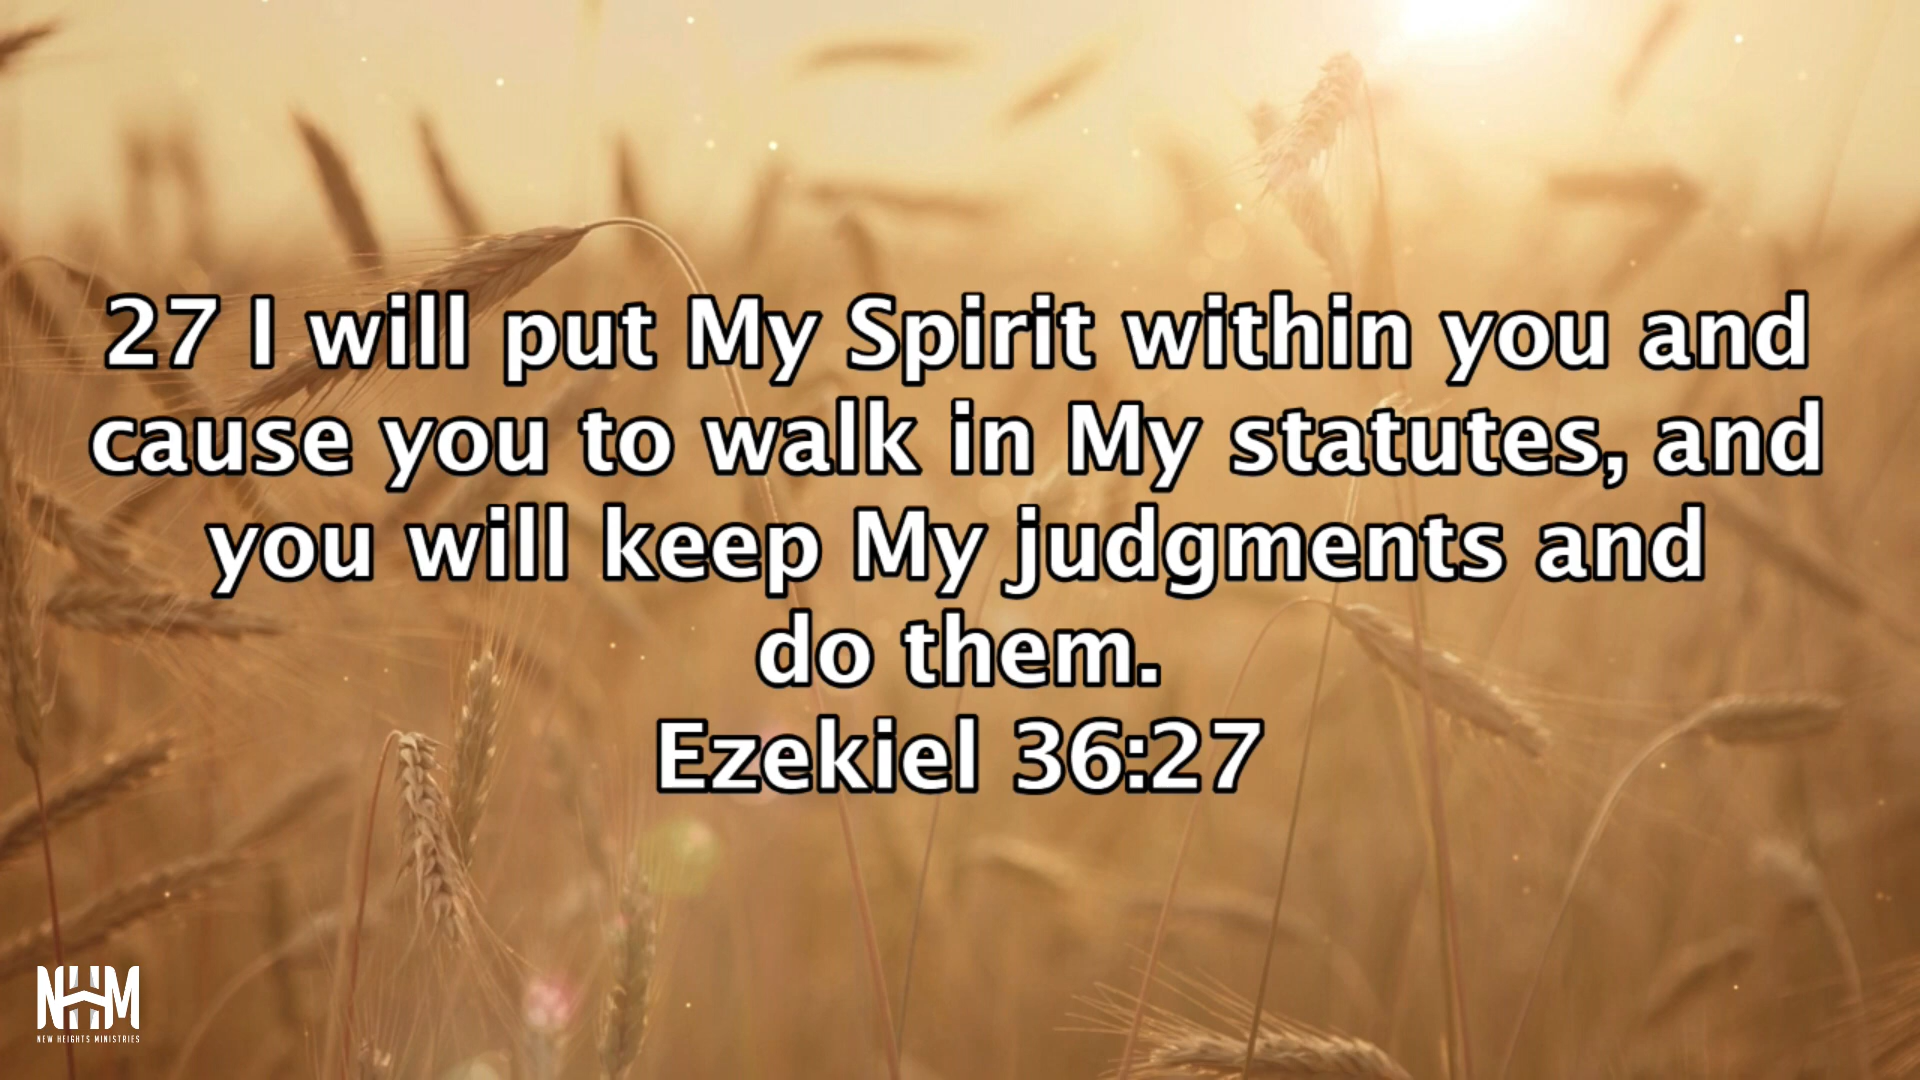 27 I will put My Spirit within you and
cause you to walk in My statutes, and
you will keep My judgments and
do them.
Ezekiel 36:27
NHM
NEW HEIGHTS MINISTRIES